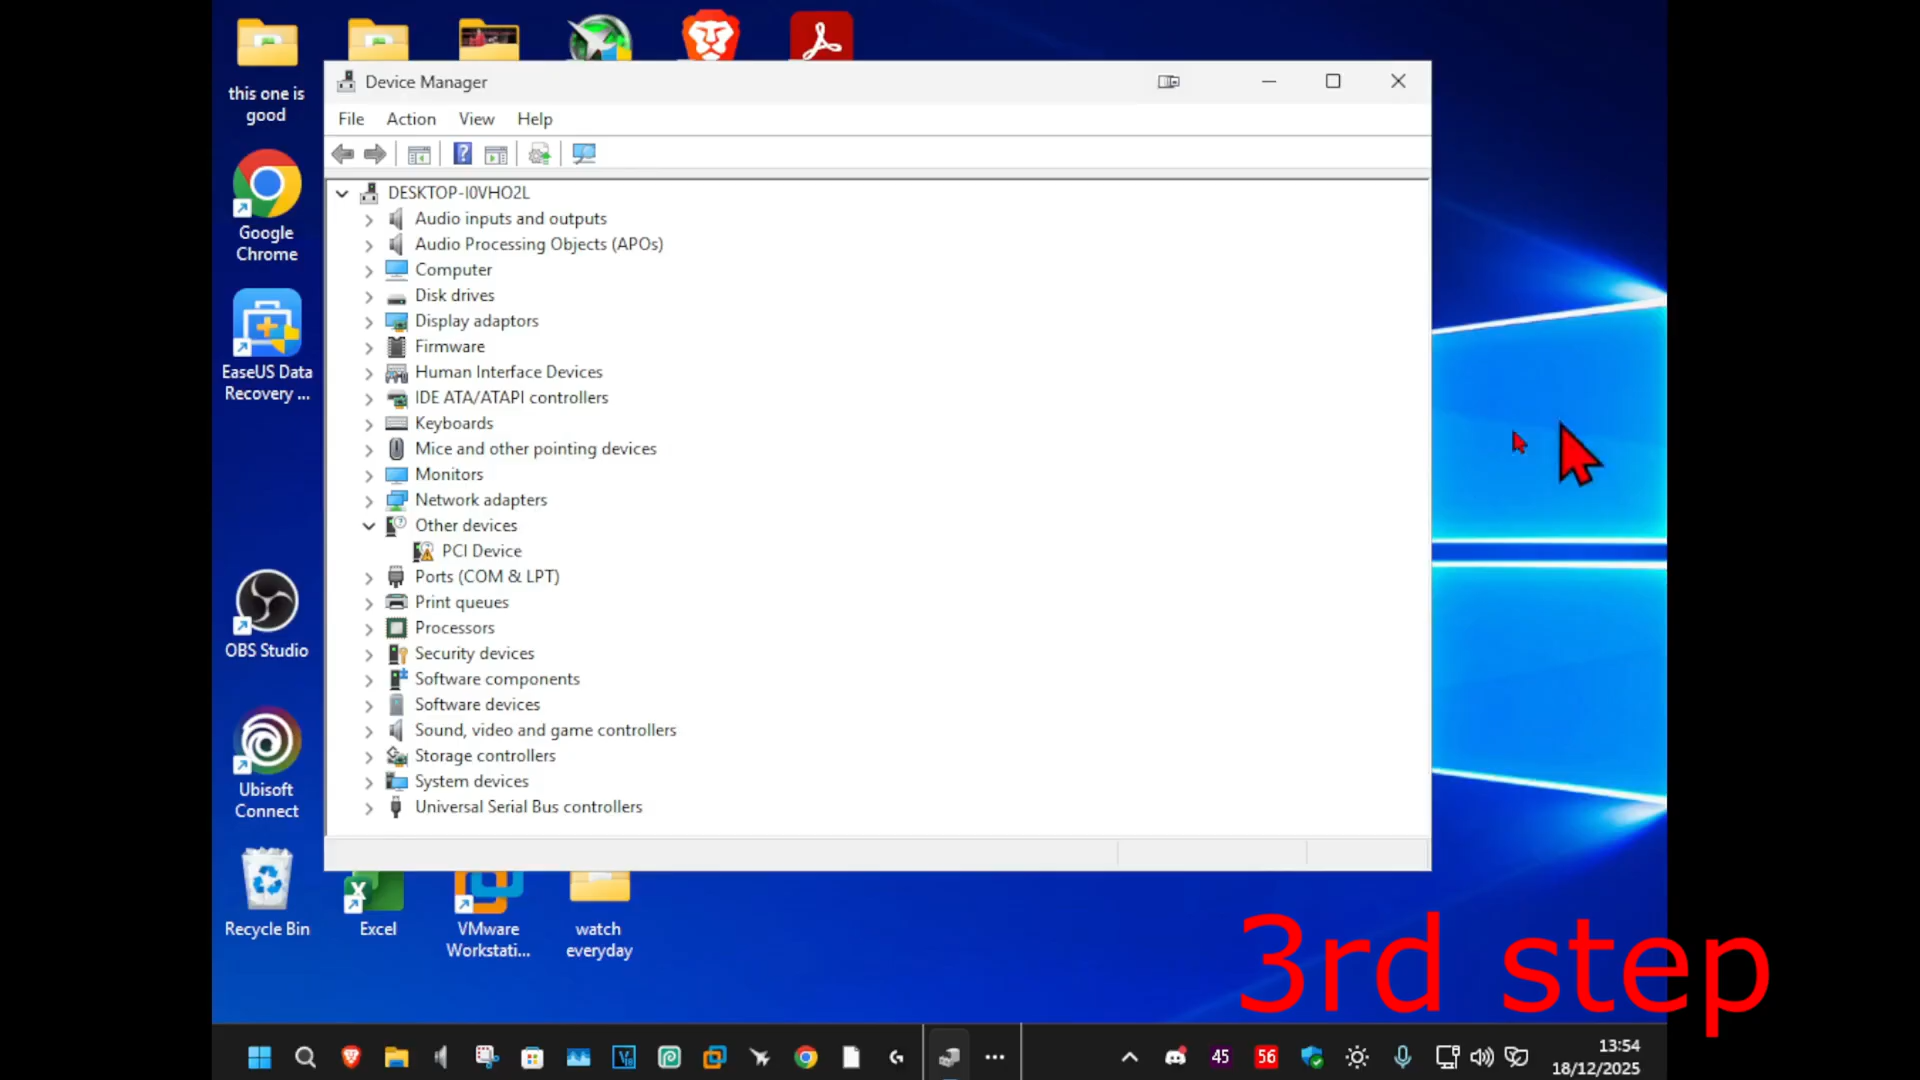 this one is
good
Google
Chrome
EaseUS Data
Recovery ...
OBS Studio
Ubisoft
Connect
Recycle Bin
Excel
VMware
Workstati...
watch
everyday
Device Manager
File Action View Help
DESKTOP-I0VHO2L
Audio inputs and outputs
Audio Processing Objects (APOs)
Computer
Disk drives
Display adaptors
Firmware
Human Interface Devices
IDE ATA/ATAPI controllers
Keyboards
Mice and other pointing devices
Monitors
Network adapters
Other devices
PCI Device
Ports (COM & LPT)
Print queues
Processors
Security devices
Software components
Software devices
Sound, video and game controllers
Storage controllers
System devices
Universal Serial Bus controllers
3rd step
45 56
13:54
18/12/2025